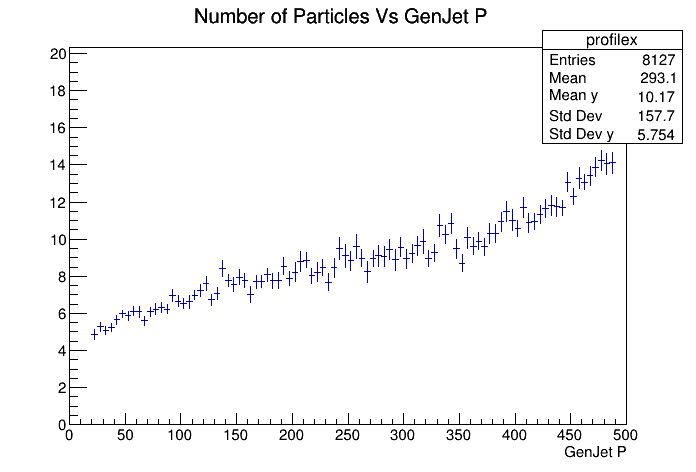 Number of Particles Vs GenJet P
profilex
Entries 8127
Mean 293.1
Mean y 10.17
Std Dev 157.7
Std Dev y 5.754
20
18
16
14
12
10
8
6
4
2
0
0 50 100 150 200 250 300 350 400 450 500
GenJet P